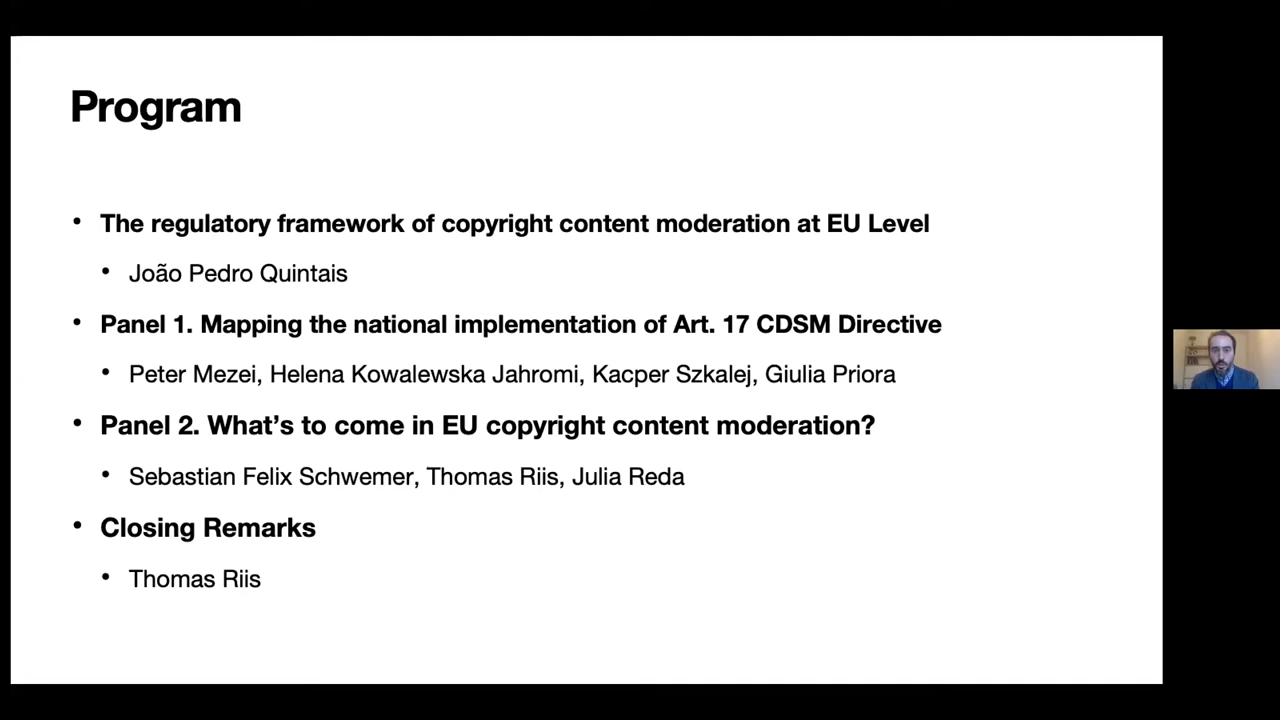 Program
• The regulatory framework of copyright content moderation at EU Level
• João Pedro Quintais
• Panel 1. Mapping the national implementation of Art. 17 CDSM Directive
• Peter Mezei, Helena Kowalewska Jahromi, Kacper Szkalej, Giulia Priora
• Panel 2. What’s to come in EU copyright content moderation?
• Sebastian Felix Schwemer, Thomas Riis, Julia Reda
• Closing Remarks
• Thomas Riis